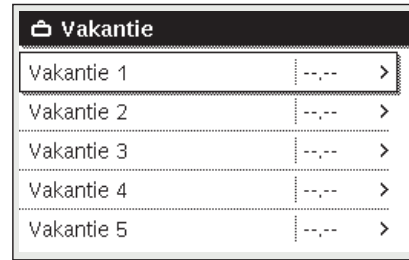 Vakantie
Vakantie 1 --.-- >
Vakantie 2 --.-- >
Vakantie 3 --.-- >
Vakantie 4 --.-- >
Vakantie 5 --.-- >